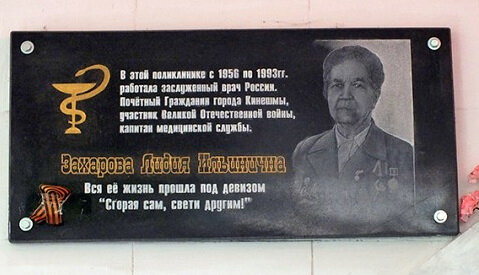 В этой поликлинике с 1956 по 1993гг.
работала заслуженный врач России.
Почётный Гражданин города Кинешмы,
участник Великой Отечественной войны,
капитан медицинской службы.
Захарова Лидия Ильинична
Вся её жизнь прошла под девизом
"Сгорая сам, свети другим!"